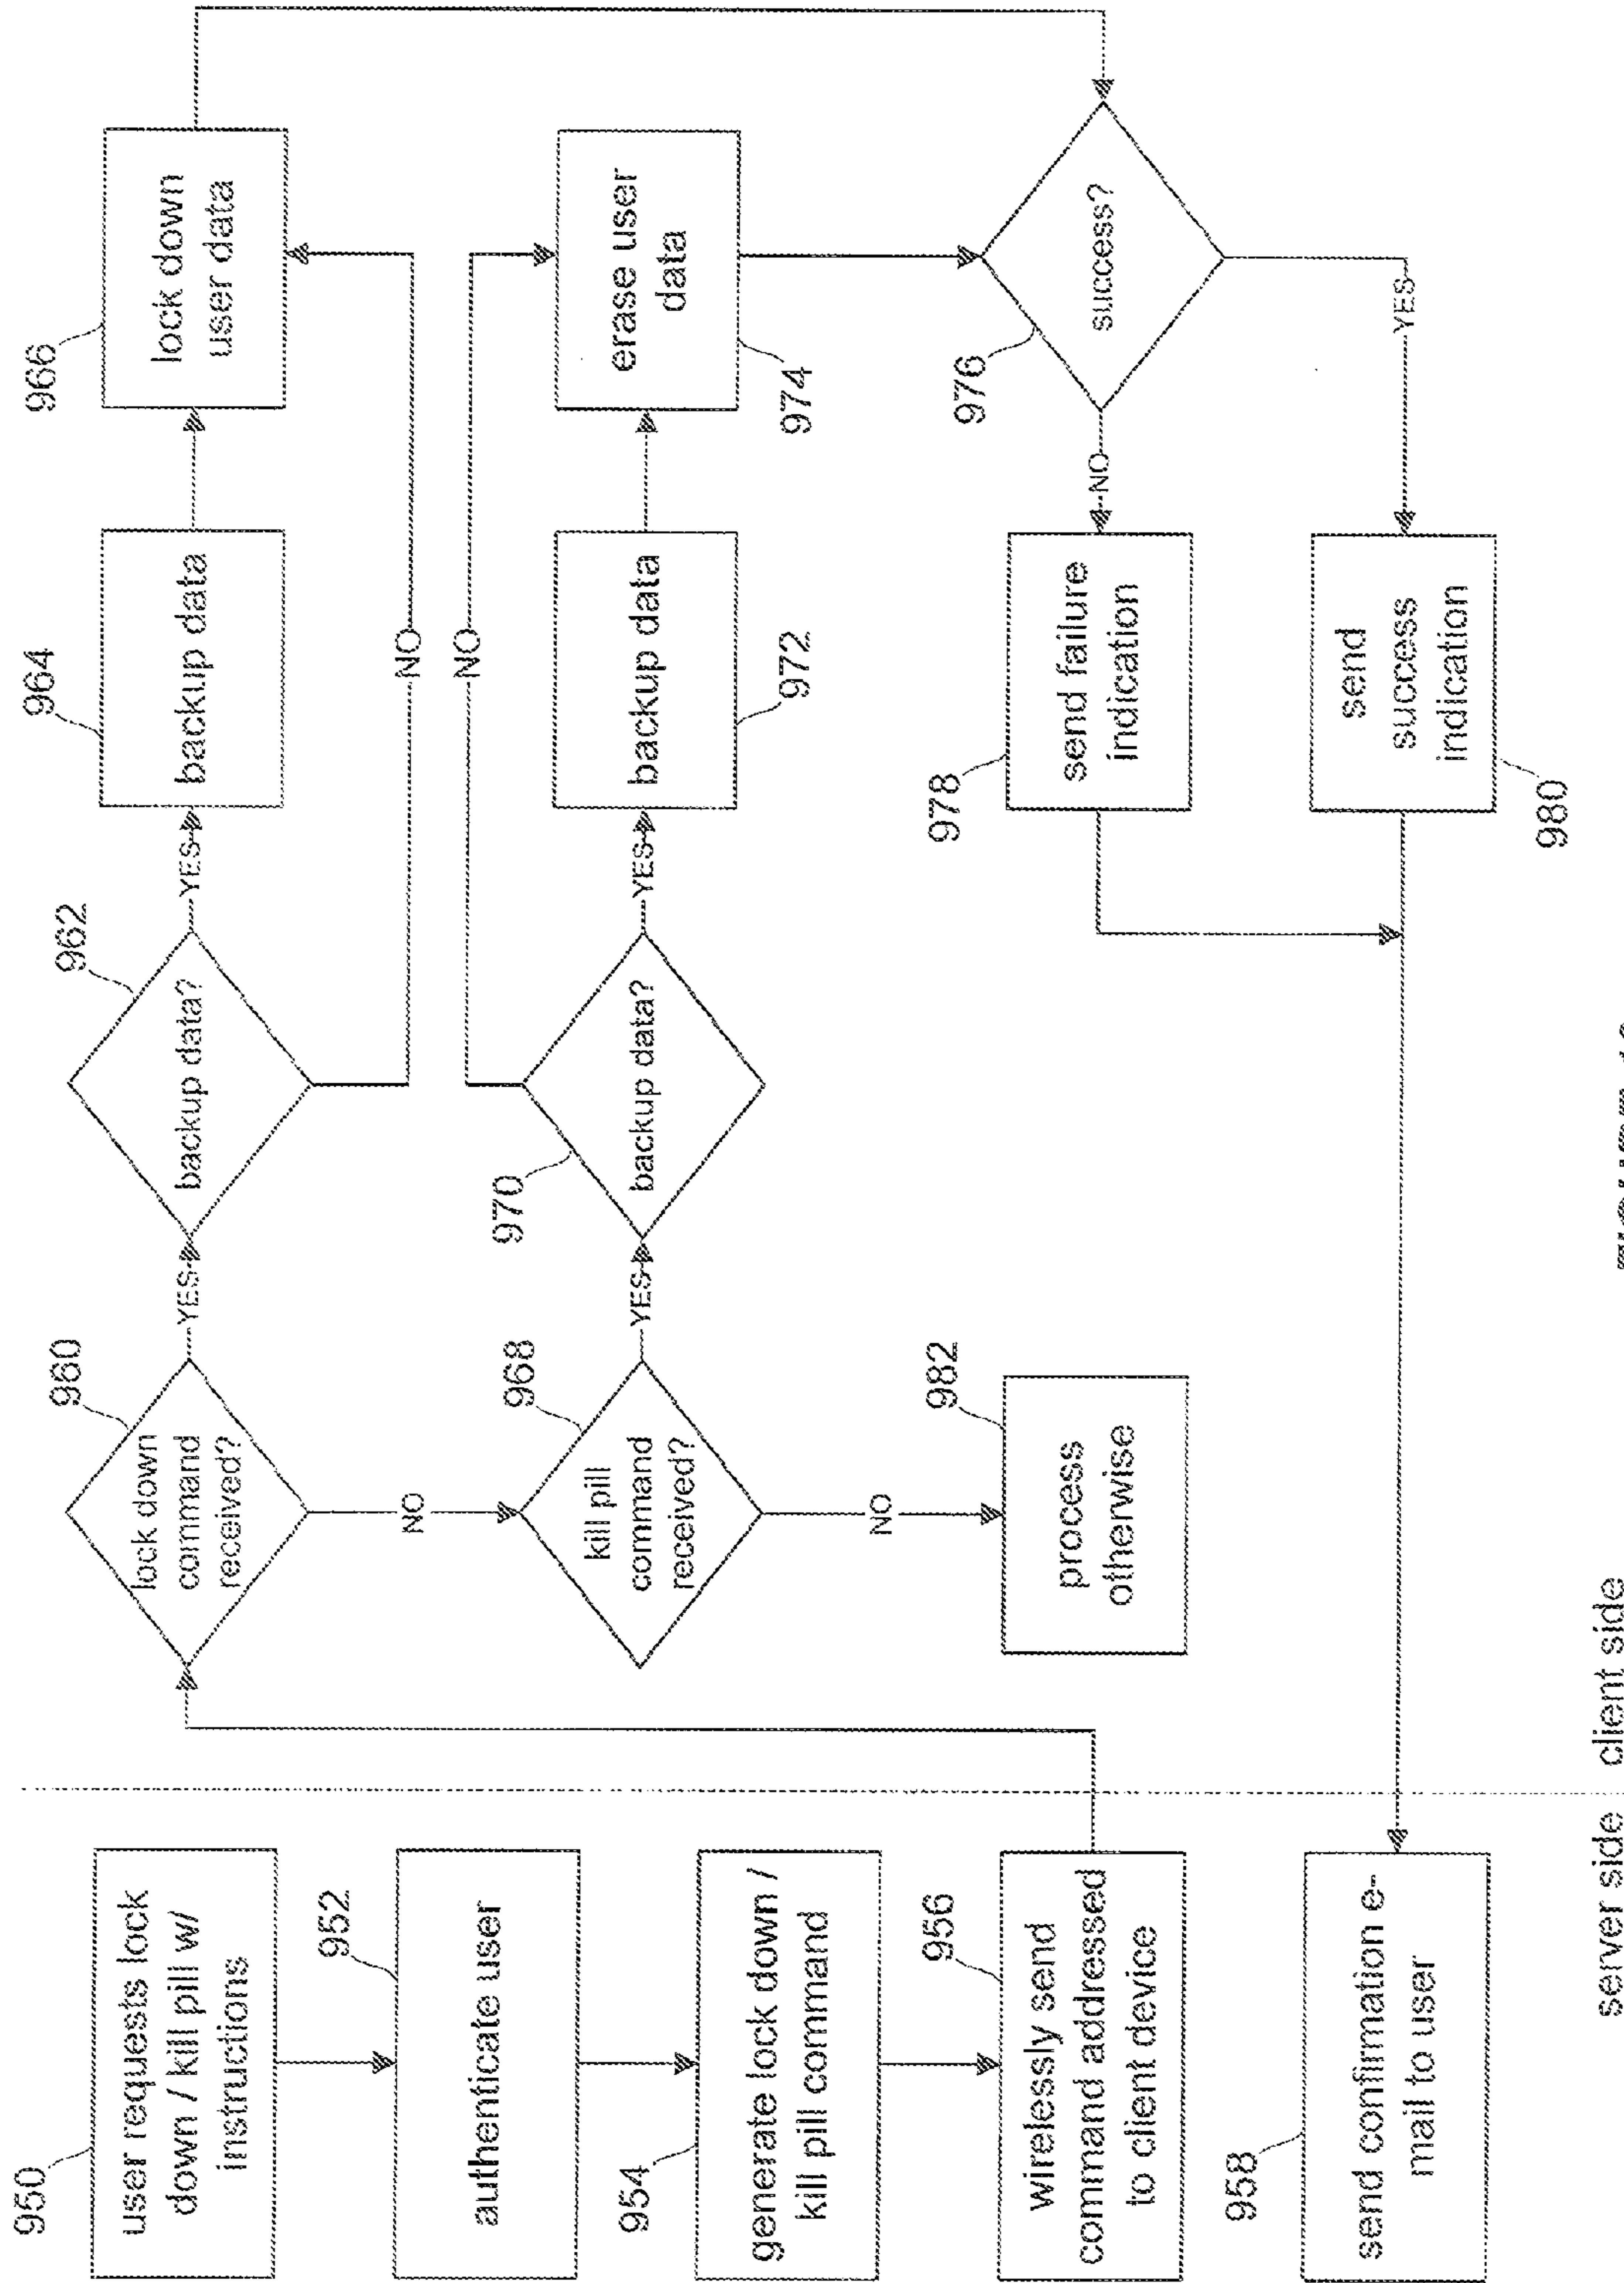 950
user requests lock
down / kill pill w/
instructions
952
authenticate user
954
generate lock down /
kill pill command
956
wirelessly send
command addressed
to client device
958
send confirmation e-
mail to user
server side
client side
960
lock down
command
received?
YES
NO
962
backup data?
YES
NO
964
backup data
966
lock down
user data
968
kill pill
command
received?
YES
NO
970
backup data?
YES
NO
972
backup data
974
erase user
data
982
process
otherwise
976
success?
NO
YES
978
send failure
indication
980
send
success
indication